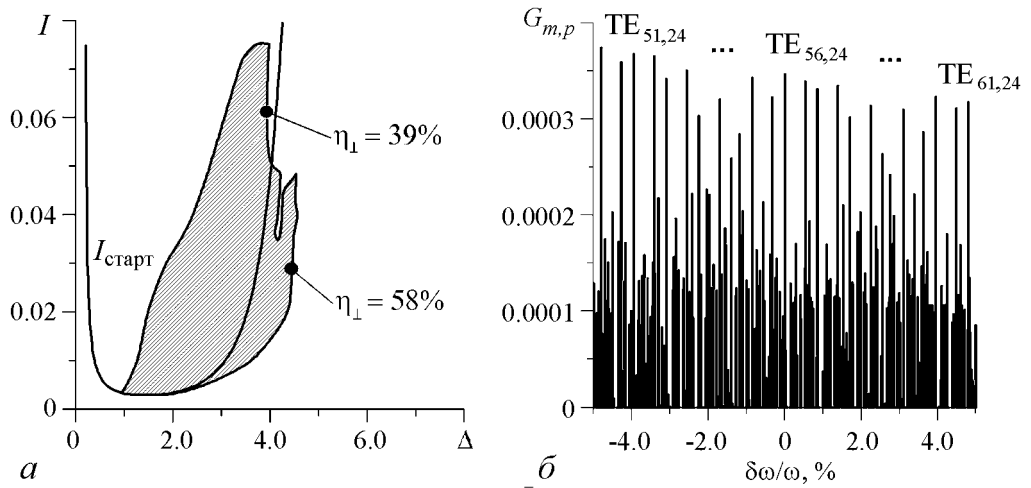 I
0.06
0.04
0.02
0
Iстарт
η⊥ = 39%
η⊥ = 58%
0
2.0
4.0
6.0
Δ
а
Gm,p
TE51,24
...
TE56,24
...
TE61,24
0.0003
0.0002
0.0001
0
-4.0
-2.0
0
2.0
4.0
δω/ω, %
б